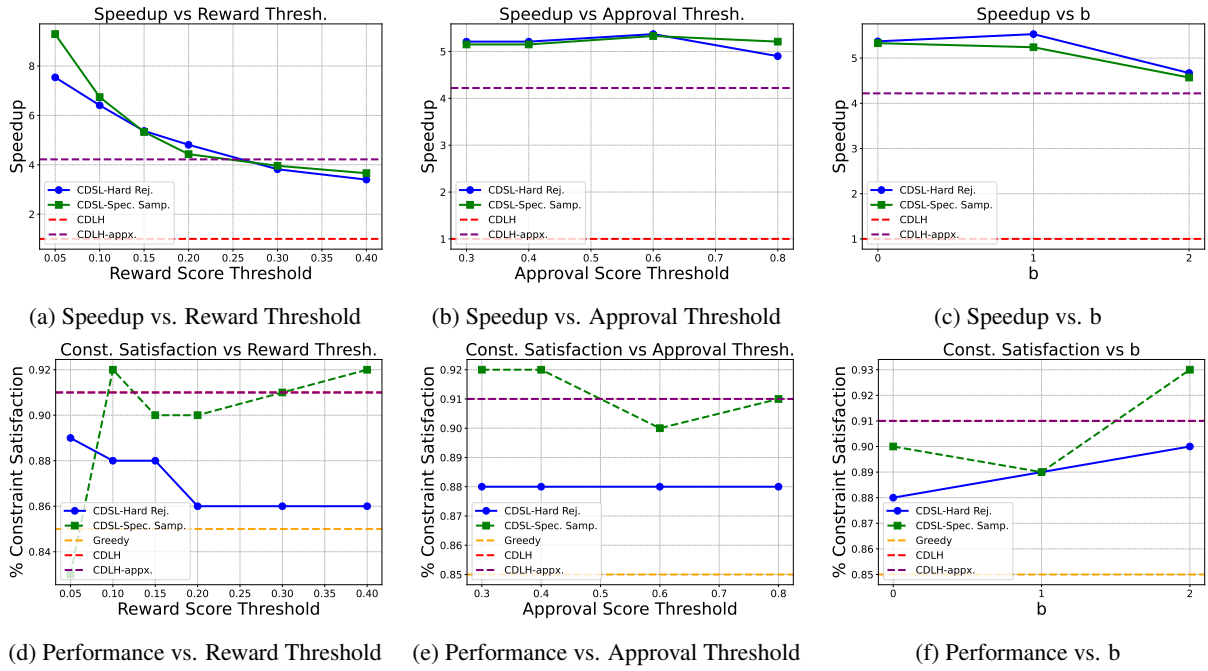 Speedup vs Reward Thresh.
Speedup
8
6
4
2
CDSL-Hard Rej.
CDSL-Spec. Samp.
CDLH
CDLH-appx.
0.05 0.10 0.15 0.20 0.25 0.30 0.35 0.40
Reward Score Threshold
(a) Speedup vs. Reward Threshold
Speedup vs Approval Thresh.
Speedup
5
4
3
2
1
CDSL-Hard Rej.
CDSL-Spec. Samp.
CDLH
CDLH-appx.
0.3 0.4 0.5 0.6 0.7 0.8
Approval Score Threshold
(b) Speedup vs. Approval Threshold
Speedup vs b
Speedup
5
4
3
2
1
CDSL-Hard Rej.
CDSL-Spec. Samp.
CDLH
CDLH-appx.
0 1 2
b
(c) Speedup vs. b
Const. Satisfaction vs Reward Thresh.
% Constraint Satisfaction
0.92
0.90
0.88
0.86
0.84
CDSL-Hard Rej.
CDSL-Spec. Samp.
Greedy
CDLH
CDLH-appx.
0.05 0.10 0.15 0.20 0.25 0.30 0.35 0.40
Reward Score Threshold
(d) Performance vs. Reward Threshold
Const. Satisfaction vs Approval Thresh.
% Constraint Satisfaction
0.92
0.91
0.90
0.89
0.88
0.87
0.86
0.85
CDSL-Hard Rej.
CDSL-Spec. Samp.
Greedy
CDLH
CDLH-appx.
0.3 0.4 0.5 0.6 0.7 0.8
Approval Score Threshold
(e) Performance vs. Approval Threshold
Const. Satisfaction vs b
% Constraint Satisfaction
0.93
0.92
0.91
0.90
0.89
0.88
0.87
0.86
0.85
CDSL-Hard Rej.
CDSL-Spec. Samp.
Greedy
CDLH
CDLH-appx.
0 1 2
b
(f) Performance vs. b